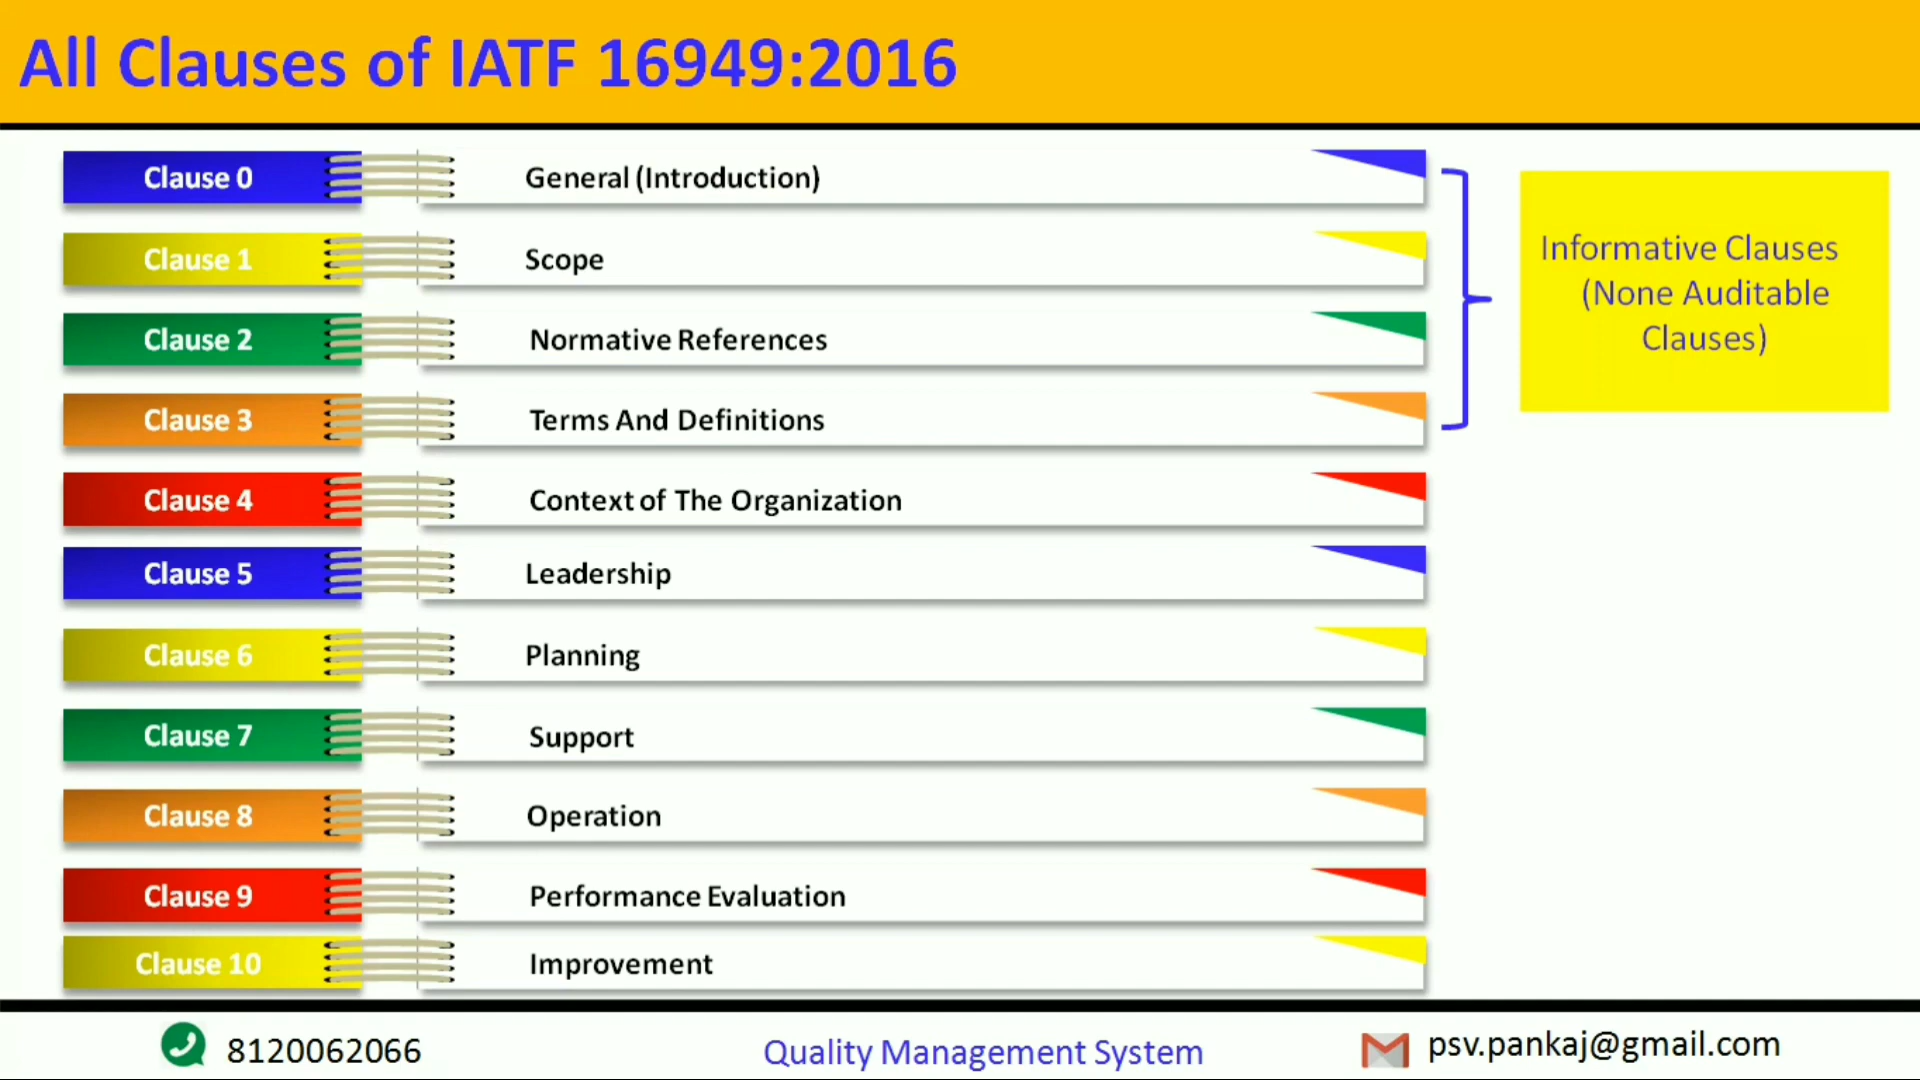 All Clauses of IATF 16949:2016
Clause 0 General (Introduction)
Clause 1 Scope
Clause 2 Normative References
Clause 3 Terms And Definitions
Informative Clauses
(None Auditable
Clauses)
Clause 4 Context of The Organization
Clause 5 Leadership
Clause 6 Planning
Clause 7 Support
Clause 8 Operation
Clause 9 Performance Evaluation
Clause 10 Improvement
8120062066 Quality Management System psv.pankaj@gmail.com